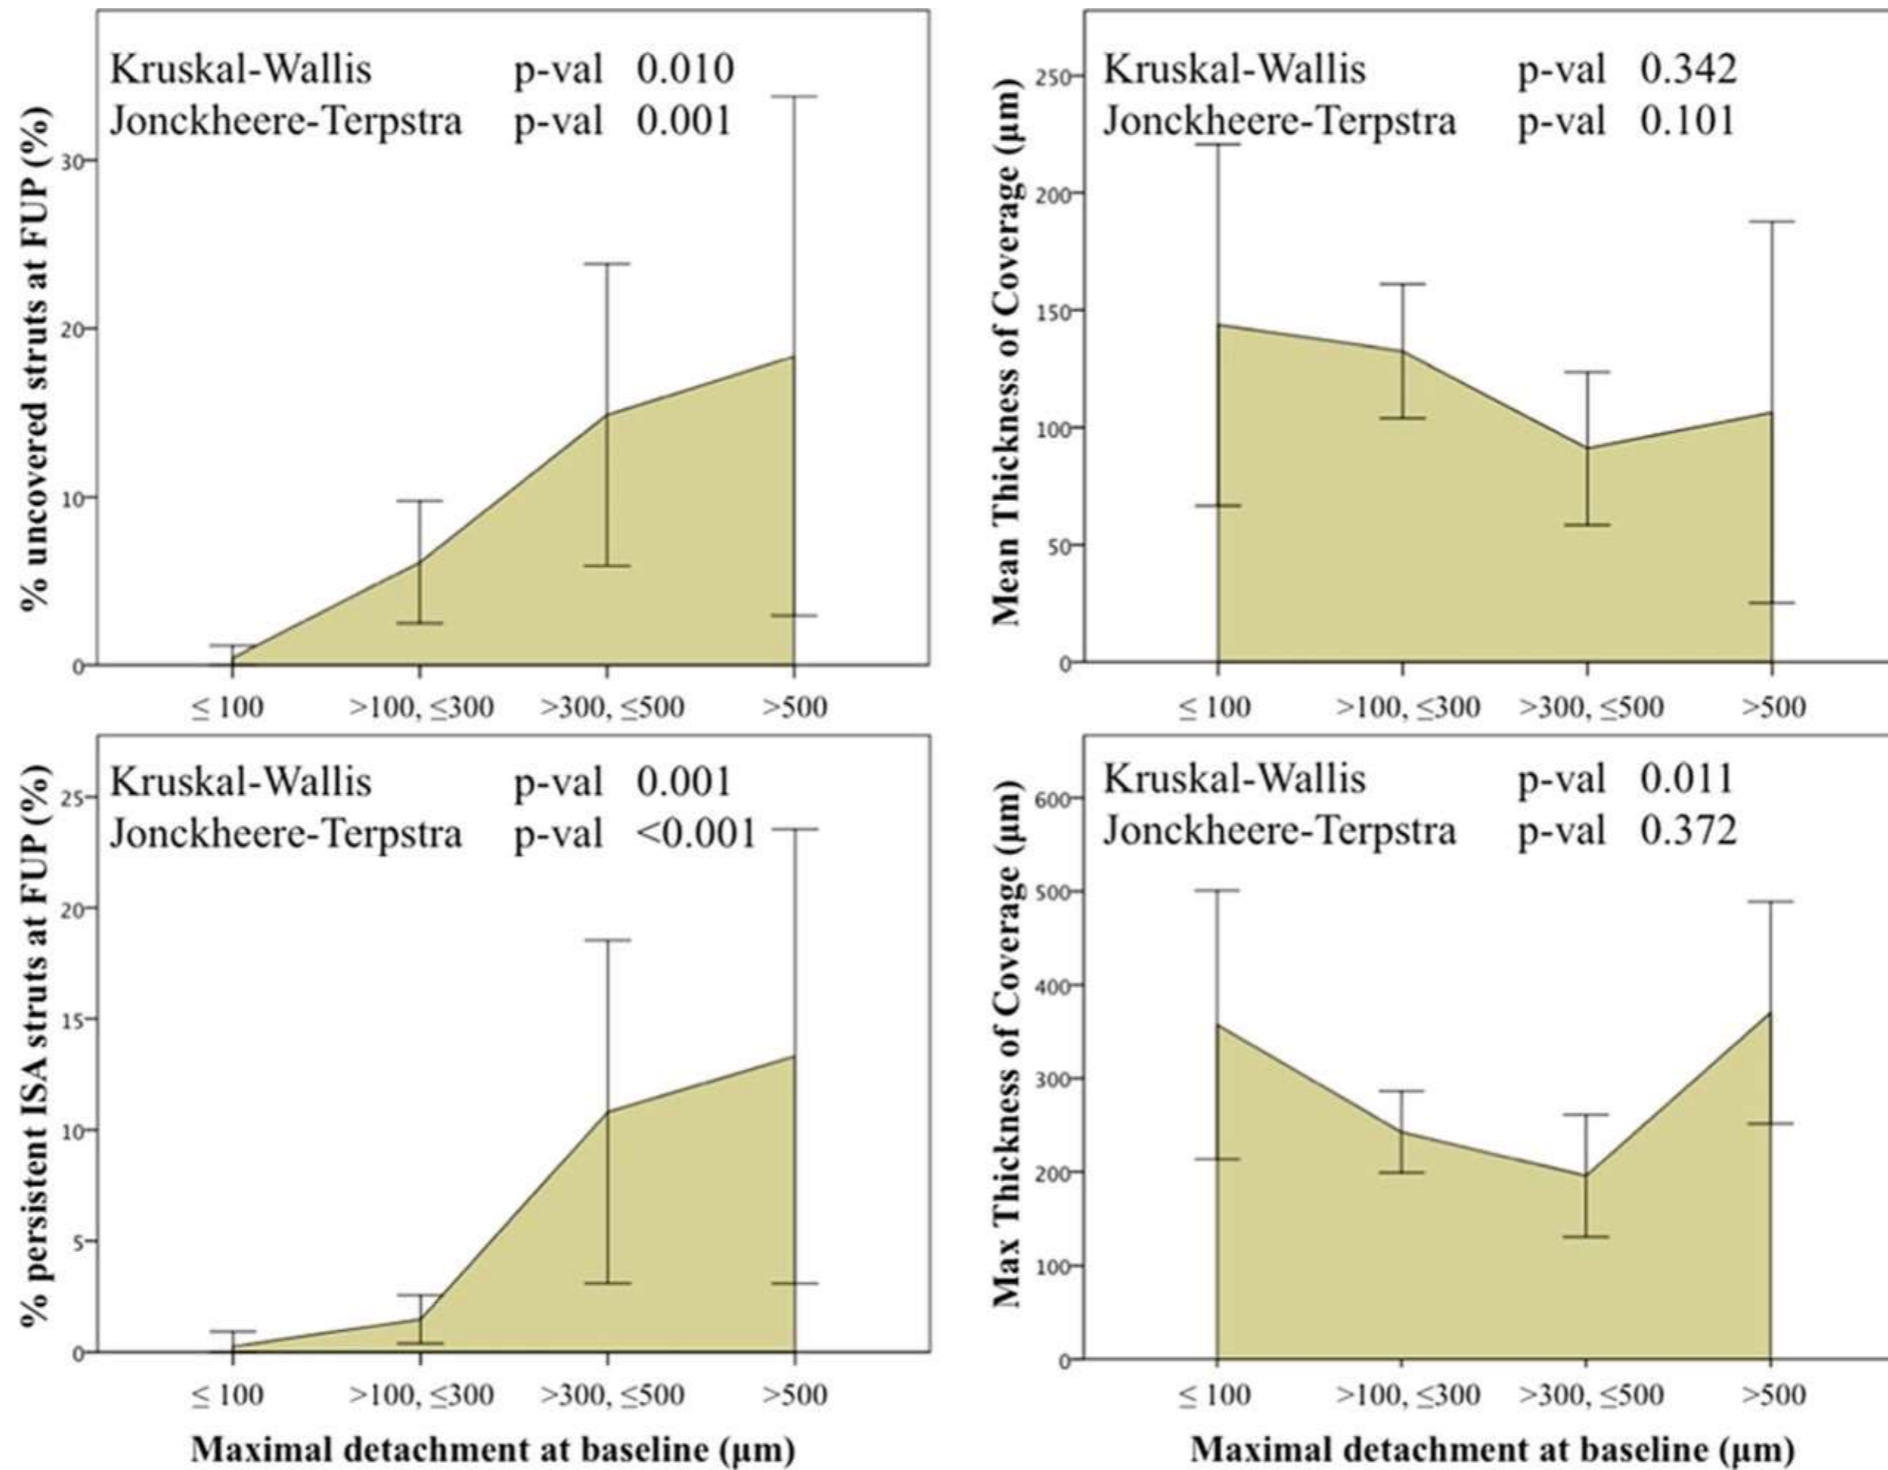 % uncovered struts at FUP (%)
Kruskal-Wallis p-val 0.010
Jonckheere-Terpstra p-val 0.001
30
20
10
0
≤ 100 >100, ≤300 >300, ≤500 >500
Mean Thickness of Coverage (μm)
Kruskal-Wallis p-val 0.342
Jonckheere-Terpstra p-val 0.101
250
200
150
100
50
0
≤ 100 >100, ≤300 >300, ≤500 >500
% persistent ISA struts at FUP (%)
Kruskal-Wallis p-val 0.001
Jonckheere-Terpstra p-val <0.001
25
20
15
10
5
0
≤ 100 >100, ≤300 >300, ≤500 >500
Maximal detachment at baseline (μm)
Max Thickness of Coverage (μm)
Kruskal-Wallis p-val 0.011
Jonckheere-Terpstra p-val 0.372
600
500
400
300
200
100
0
≤ 100 >100, ≤300 >300, ≤500 >500
Maximal detachment at baseline (μm)